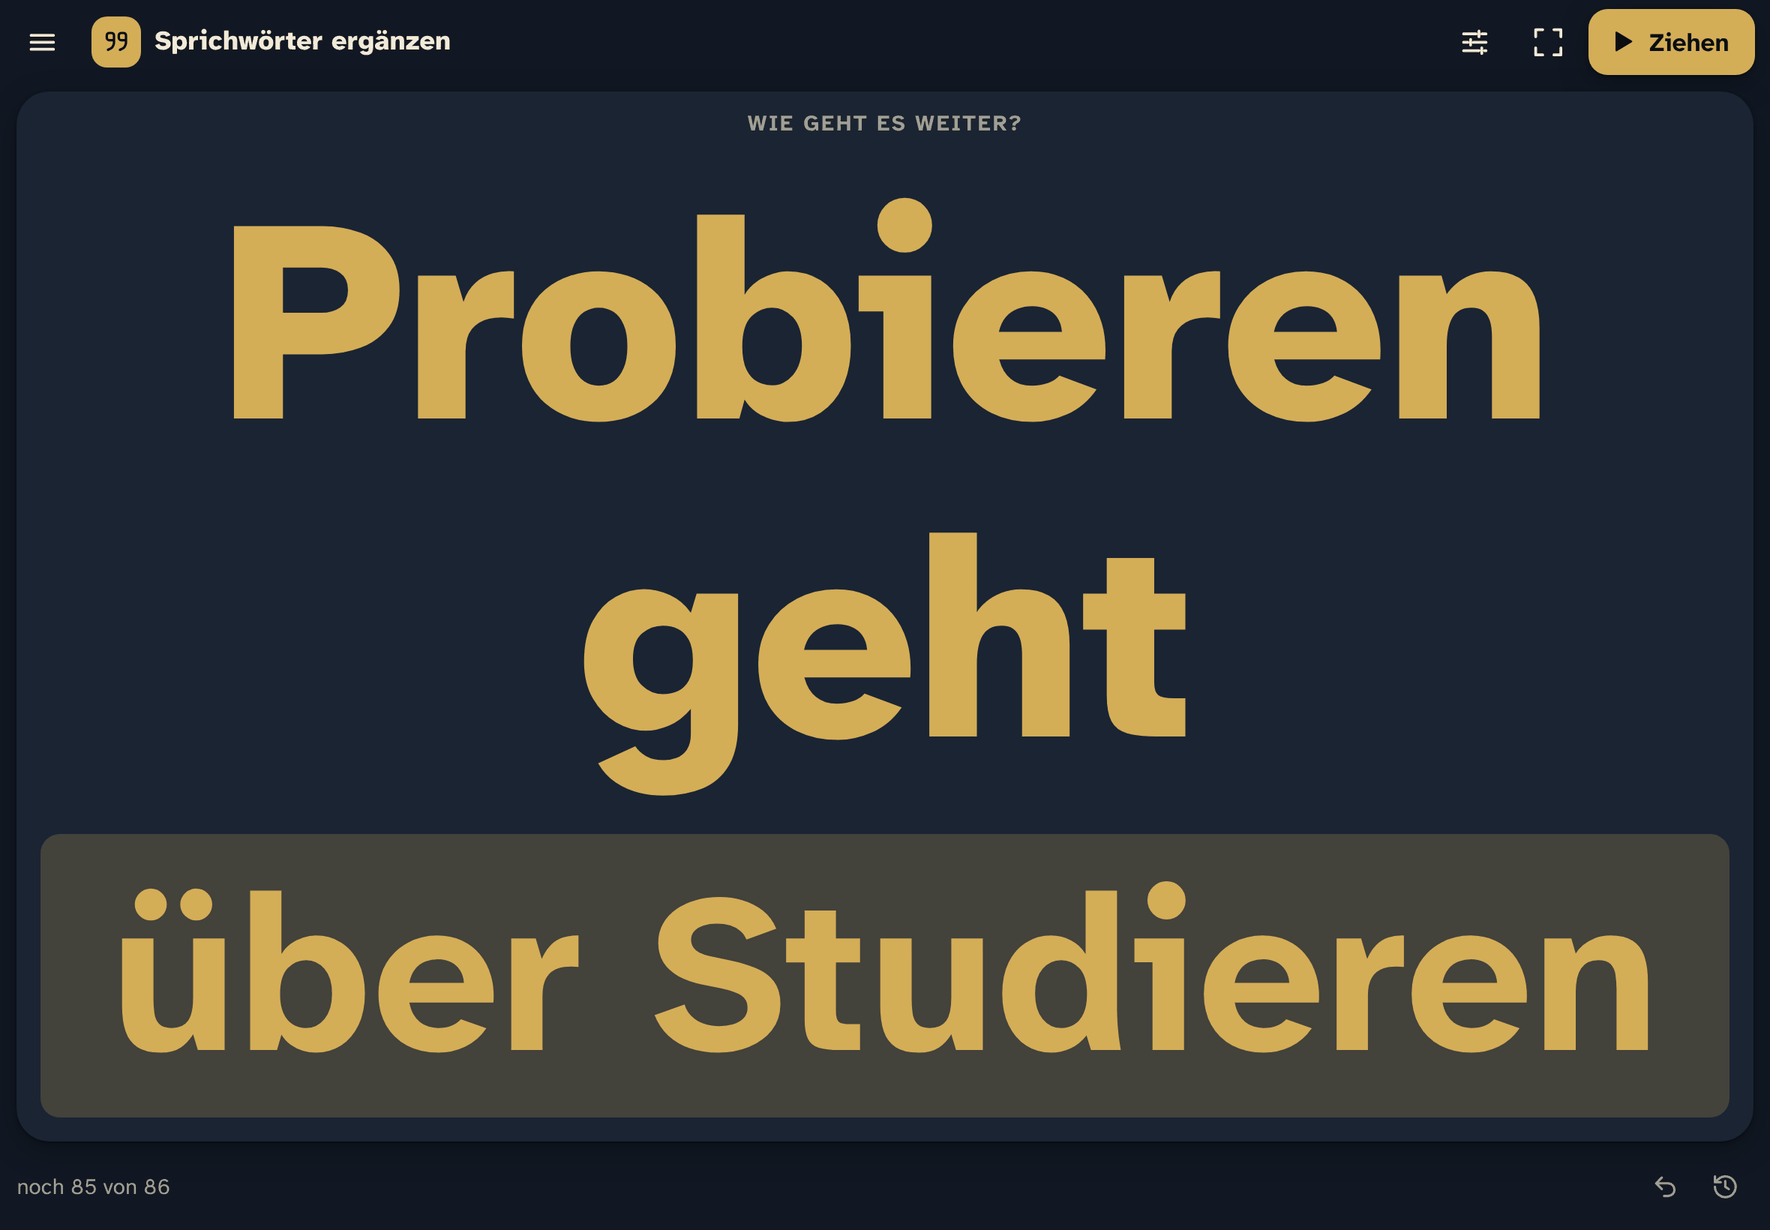 Sprichwörter ergänzen
Ziehen
WIE GEHT ES WEITER?
Probieren
geht
über Studieren
noch 85 von 86